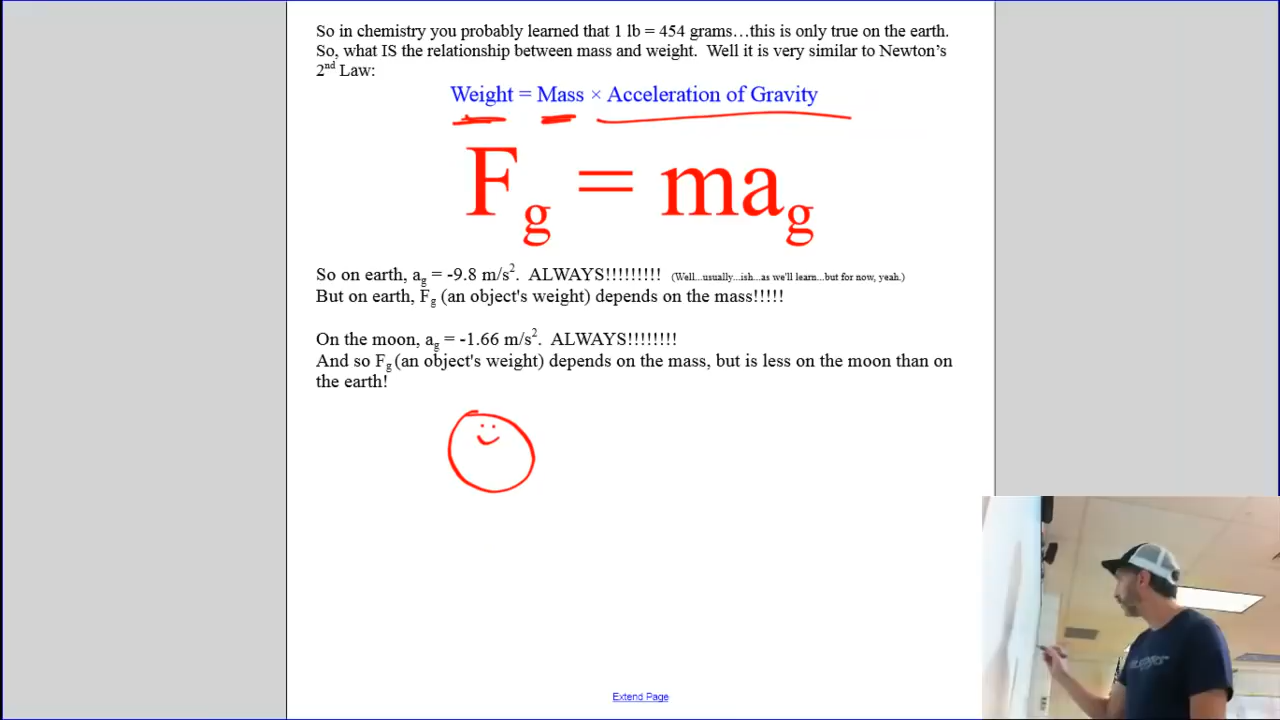 So in chemistry you probably learned that 1 lb = 454 grams…this is only true on the earth.
So, what IS the relationship between mass and weight.  Well it is very similar to Newton's
2nd Law:
Weight = Mass × Acceleration of Gravity
Fg = mag
So on earth, ag = -9.8 m/s2.  ALWAYS!!!!!!!!!  (Well...usually...ish...as we'll learn...but for now, yeah.)
But on earth, Fg (an object's weight) depends on the mass!!!!!
On the moon, ag = -1.66 m/s2.  ALWAYS!!!!!!!!
And so Fg (an object's weight) depends on the mass, but is less on the moon than on
the earth!
Extend Page